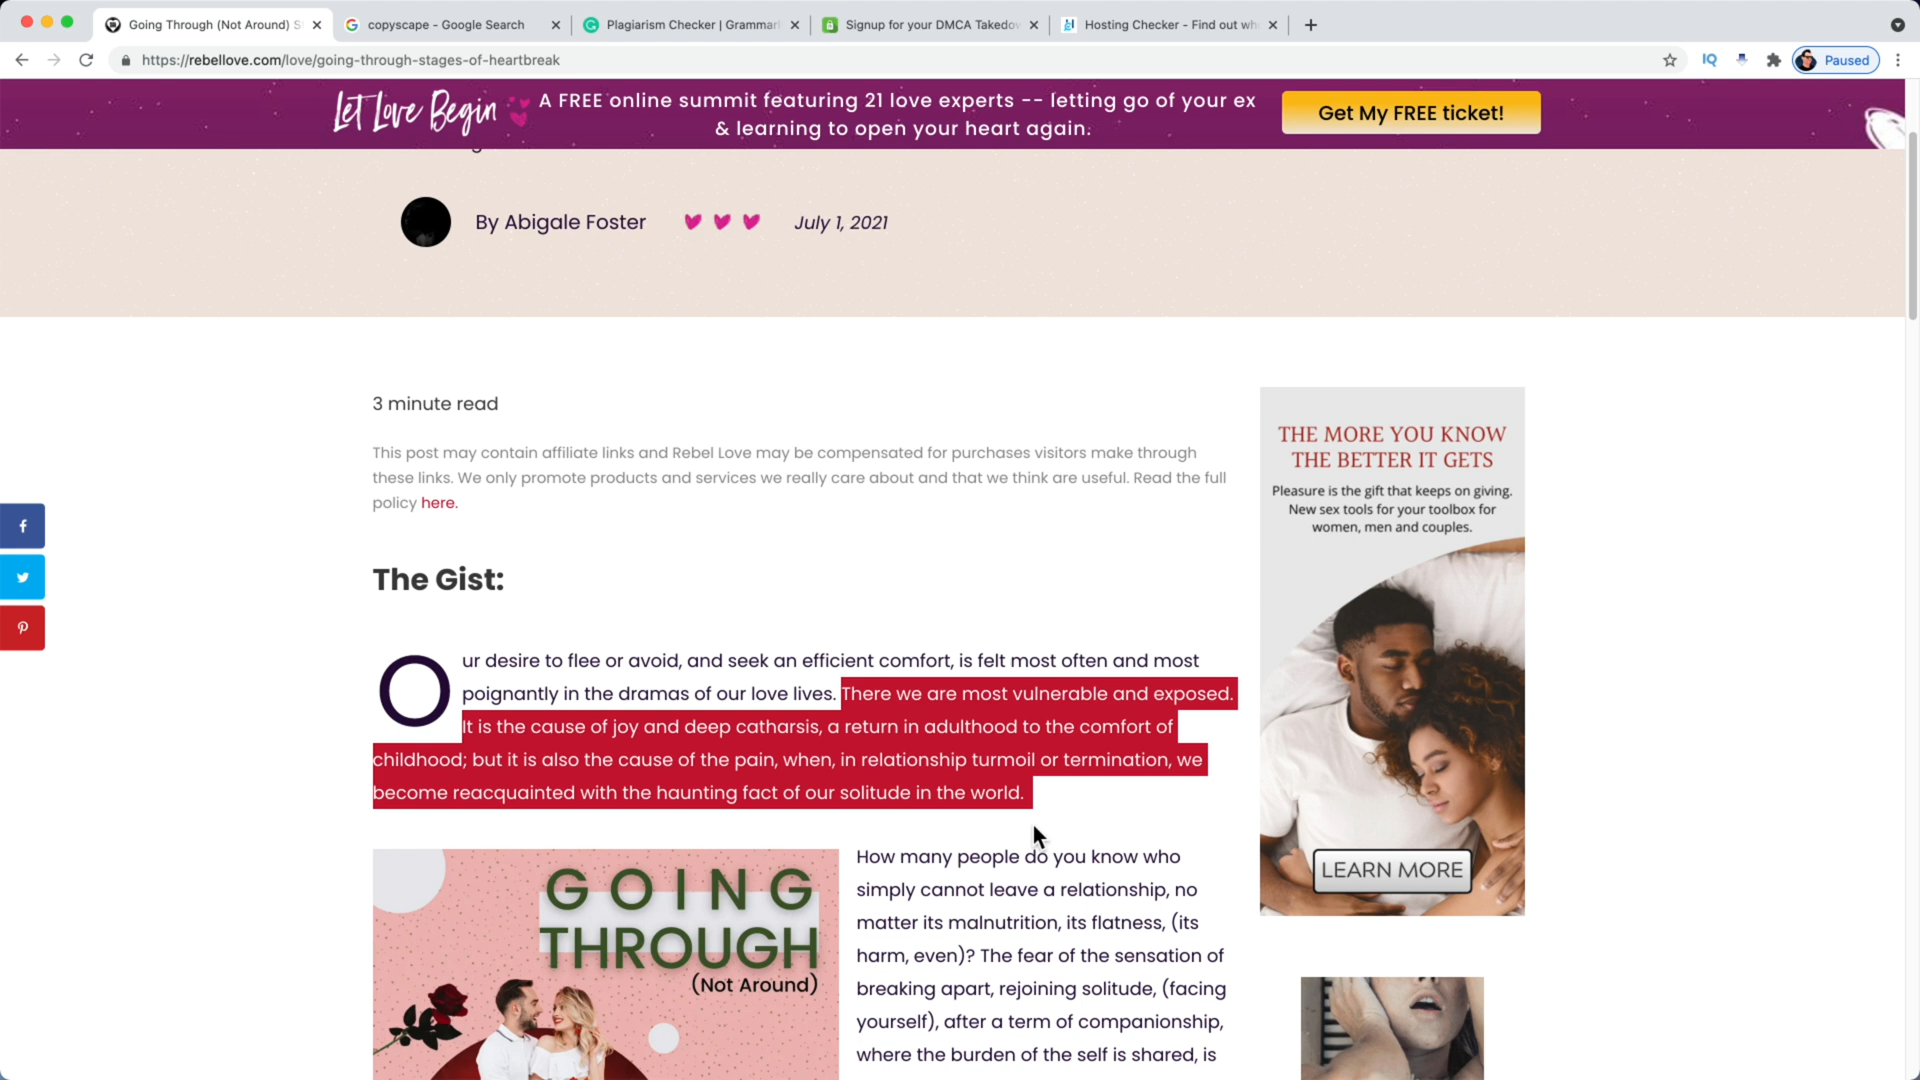 Going Through (Not Around) S
copyscape - Google Search
Plagiarism Checker | Grammarl
Signup for your DMCA Takedo
Hosting Checker - Find out wh
https://rebellove.com/love/going-through-stages-of-heartbreak
IQ
Paused
Let Love Begin
A FREE online summit featuring 21 love experts -- letting go of your ex
& learning to open your heart again.
Get My FREE ticket!
By Abigale Foster
July 1, 2021
3 minute read
This post may contain affiliate links and Rebel Love may be compensated for purchases visitors make through
these links. We only promote products and services we really care about and that we think are useful. Read the full
policy here.
The Gist:
Our desire to flee or avoid, and seek an efficient comfort, is felt most often and most
poignantly in the dramas of our love lives. There we are most vulnerable and exposed.
It is the cause of joy and deep catharsis, a return in adulthood to the comfort of
childhood; but it is also the cause of the pain, when, in relationship turmoil or termination, we
become reacquainted with the haunting fact of our solitude in the world.
GOING
THROUGH
(Not Around)
How many people do you know who
simply cannot leave a relationship, no
matter its malnutrition, its flatness, (its
harm, even)? The fear of the sensation of
breaking apart, rejoining solitude, (facing
yourself), after a term of companionship,
where the burden of the self is shared, is
THE MORE YOU KNOW
THE BETTER IT GETS
Pleasure is the gift that keeps on giving.
New sex tools for your toolbox for
women, men and couples.
LEARN MORE